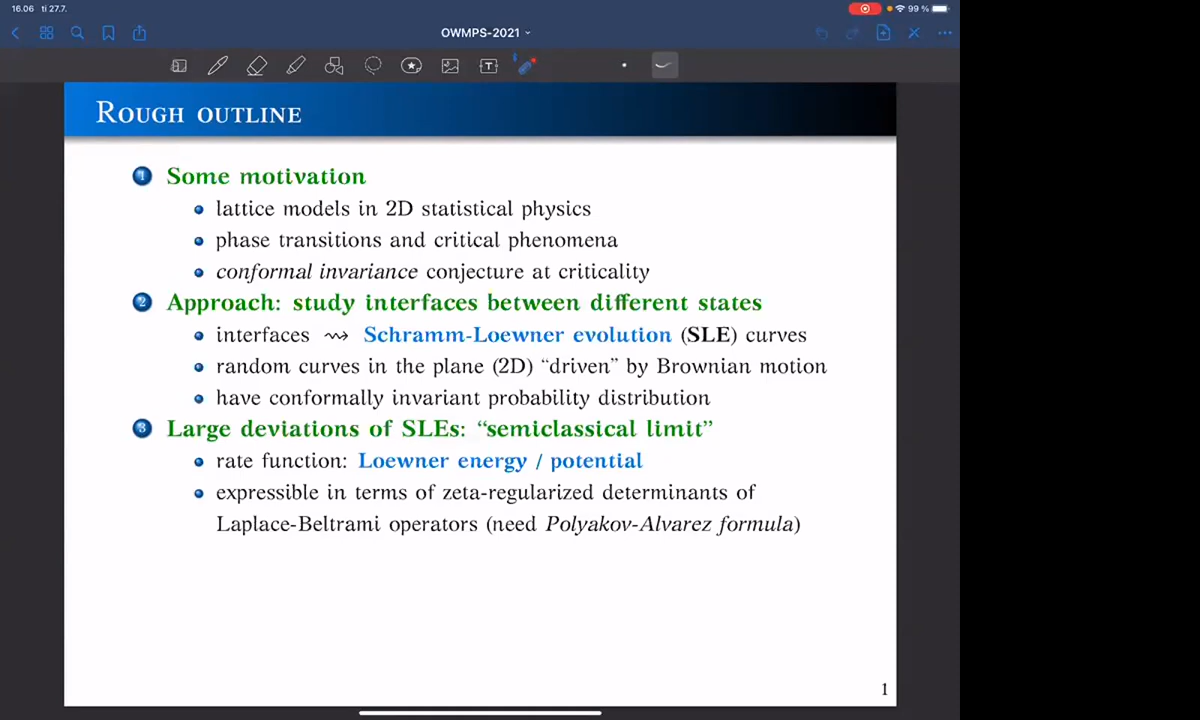 16.06 ti 27.7.
99 %
OWMPS-2021
T
ROUGH OUTLINE
1 Some motivation
lattice models in 2D statistical physics
phase transitions and critical phenomena
conformal invariance conjecture at criticality
2 Approach: study interfaces between different states
interfaces ⇝ Schramm-Loewner evolution (SLE) curves
random curves in the plane (2D) “driven” by Brownian motion
have conformally invariant probability distribution
3 Large deviations of SLEs: “semiclassical limit”
rate function: Loewner energy / potential
expressible in terms of zeta-regularized determinants of
Laplace-Beltrami operators (need Polyakov-Alvarez formula)
1